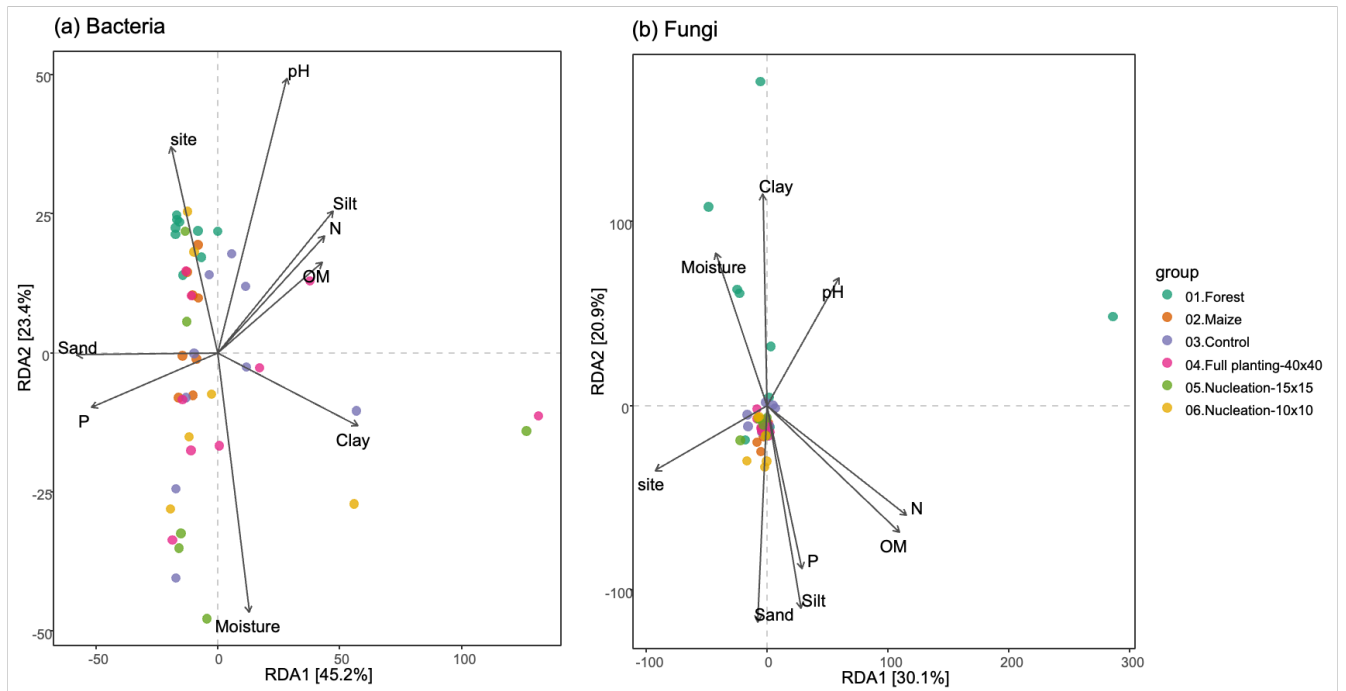 (a) Bacteria
50
25
0
-25
-50
RDA2 [23.4%]
pH
site
Silt
N
OM
Sand
P
Clay
Moisture
-50
0
50
100
RDA1 [45.2%]
(b) Fungi
100
0
-100
RDA2 [20.9%]
Clay
Moisture
pH
site
N
OM
P
Silt
Sand
-100
0
100
200
300
RDA1 [30.1%]
group
01.Forest
02.Maize
03.Control
04.Full planting-40x40
05.Nucleation-15x15
06.Nucleation-10x10